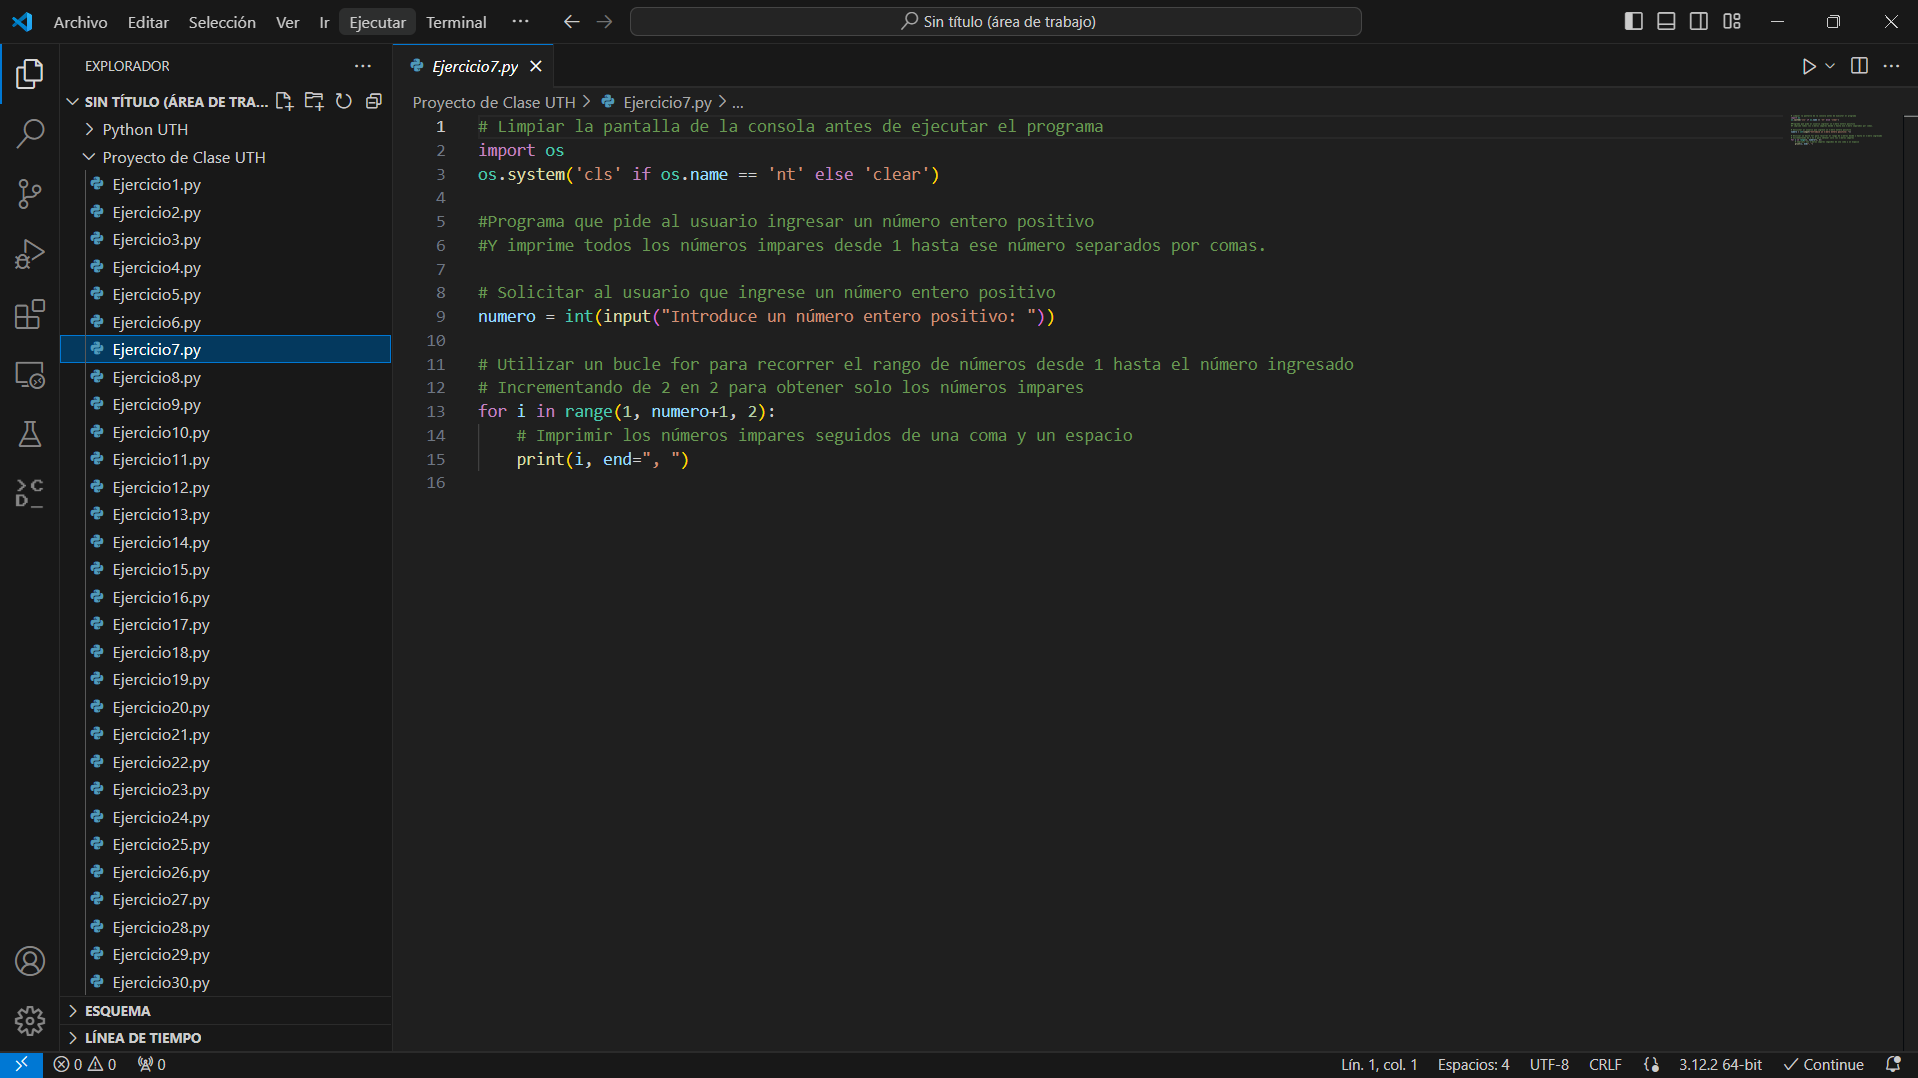 Archivo Editar Selección Ver Ir Ejecutar Terminal ··· Sin título (área de trabajo)
EXPLORADOR ···
SIN TÍTULO (ÁREA DE TRA...
Python UTH
Proyecto de Clase UTH
Ejercicio1.py
Ejercicio2.py
Ejercicio3.py
Ejercicio4.py
Ejercicio5.py
Ejercicio6.py
Ejercicio7.py
Ejercicio8.py
Ejercicio9.py
Ejercicio10.py
Ejercicio11.py
Ejercicio12.py
Ejercicio13.py
Ejercicio14.py
Ejercicio15.py
Ejercicio16.py
Ejercicio17.py
Ejercicio18.py
Ejercicio19.py
Ejercicio20.py
Ejercicio21.py
Ejercicio22.py
Ejercicio23.py
Ejercicio24.py
Ejercicio25.py
Ejercicio26.py
Ejercicio27.py
Ejercicio28.py
Ejercicio29.py
Ejercicio30.py
ESQUEMA
LÍNEA DE TIEMPO
Ejercicio7.py
Proyecto de Clase UTH > Ejercicio7.py > ...
1 # Limpiar la pantalla de la consola antes de ejecutar el programa
2 import os
3 os.system('cls' if os.name == 'nt' else 'clear')
4
5 #Programa que pide al usuario ingresar un número entero positivo
6 #Y imprime todos los números impares desde 1 hasta ese número separados por comas.
7
8 # Solicitar al usuario que ingrese un número entero positivo
9 numero = int(input("Introduce un número entero positivo: "))
10
11 # Utilizar un bucle for para recorrer el rango de números desde 1 hasta el número ingresado
12 # Incrementando de 2 en 2 para obtener solo los números impares
13 for i in range(1, numero+1, 2):
14     # Imprimir los números impares seguidos de una coma y un espacio
15     print(i, end=", ")
16
0 0 0 Lín. 1, col. 1 Espacios: 4 UTF-8 CRLF 3.12.2 64-bit Continue